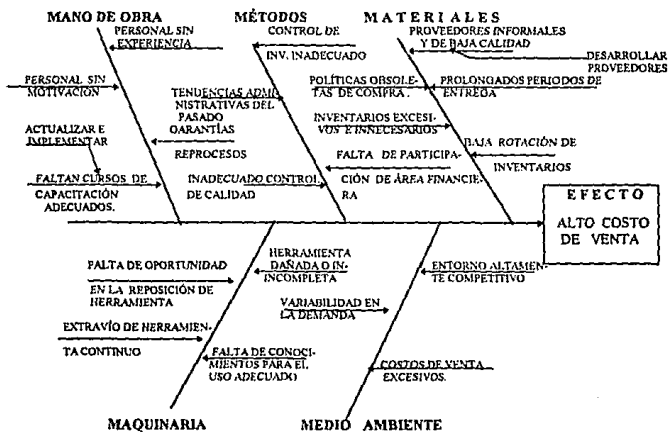 MANO DE OBRA
MÉTODOS
MATERIALES
PERSONAL SIN
EXPERIENCIA
CONTROL DE
INV. INADECUADO
PROVEEDORES INFORMALES
Y DE BAJA CALIDAD
DESARROLLAR
PROVEEDORES
PERSONAL SIN
MOTIVACIÓN
TENDENCIAS ADMI-
NISTRATIVAS DEL
PASADO
POLÍTICAS OBSOLE-
TAS DE COMPRA.
PROLONGADOS PERIODOS DE
ENTREGA
ACTUALIZAR E
IMPLEMENTAR
GARANTÍAS
REPROCESOS
INVENTARIOS EXCESI-
VOS E INNECESARIOS
BAJA ROTACIÓN DE
INVENTARIOS
FALTAN CURSOS DE
CAPACITACIÓN
ADECUADOS.
INADECUADO CONTROL
DE CALIDAD
FALTA DE PARTICIPA-
CIÓN DE ÁREA FINANCIE-
RA
EFECTO
ALTO COSTO
DE VENTA
FALTA DE OPORTUNIDAD
EN LA REPOSICIÓN DE
HERRAMIENTA
HERRAMIENTA
DAÑADA O IN-
INCOMPLETA
ENTORNO ALTAMEN-
TE COMPETITIVO
VARIABILIDAD EN
LA DEMANDA
EXTRAVÍO DE HERRAMIEN-
TA CONTINUO
FALTA DE CONOCI-
MIENTOS PARA EL
USO ADECUADO
COSTOS DE VENTA
EXCESIVOS.
MAQUINARIA
MEDIO AMBIENTE